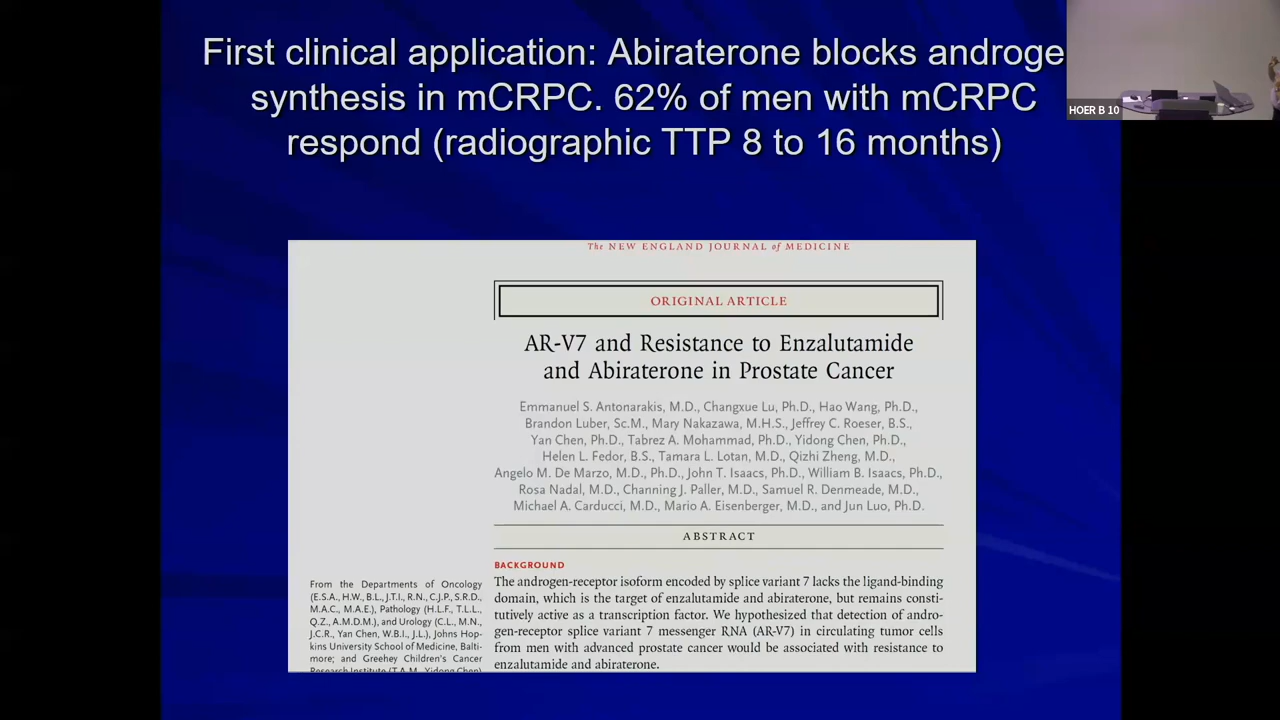 First clinical application: Abiraterone blocks androge
synthesis in mCRPC. 62% of men with mCRPC
respond (radiographic TTP 8 to 16 months)
HOER B 10
The NEW ENGLAND JOURNAL of MEDICINE
ORIGINAL ARTICLE
AR-V7 and Resistance to Enzalutamide
and Abiraterone in Prostate Cancer
Emmanuel S. Antonarakis, M.D., Changxue Lu, Ph.D., Hao Wang, Ph.D.,
Brandon Luber, Sc.M., Mary Nakazawa, M.H.S., Jeffrey C. Roeser, B.S.,
Yan Chen, Ph.D., Tabrez A. Mohammad, Ph.D., Yidong Chen, Ph.D.,
Helen L. Fedor, B.S., Tamara L. Lotan, M.D., Qizhi Zheng, M.D.,
Angelo M. De Marzo, M.D., Ph.D., John T. Isaacs, Ph.D., William B. Isaacs, Ph.D.,
Rosa Nadal, M.D., Channing J. Paller, M.D., Samuel R. Denmeade, M.D.,
Michael A. Carducci, M.D., Mario A. Eisenberger, M.D., and Jun Luo, Ph.D.
ABSTRACT
BACKGROUND
The androgen-receptor isoform encoded by splice variant 7 lacks the ligand-binding
domain, which is the target of enzalutamide and abiraterone, but remains consti-
tutively active as a transcription factor. We hypothesized that detection of andro-
gen-receptor splice variant 7 messenger RNA (AR-V7) in circulating tumor cells
from men with advanced prostate cancer would be associated with resistance to
enzalutamide and abiraterone.
From the Departments of Oncology
(E.S.A., H.W., B.L., J.T.I., R.N., C.J.P., S.R.D.,
M.A.C., M.A.E.), Pathology (H.L.F., T.L.L.,
Q.Z., A.M.D.M.), and Urology (C.L., M.N.,
J.C.R., Yan Chen, W.B.I., J.L.), Johns Hop-
kins University School of Medicine, Balti-
more; and Greehey Children's Cancer
Research Institute (T.A.M., Yidong Chen)